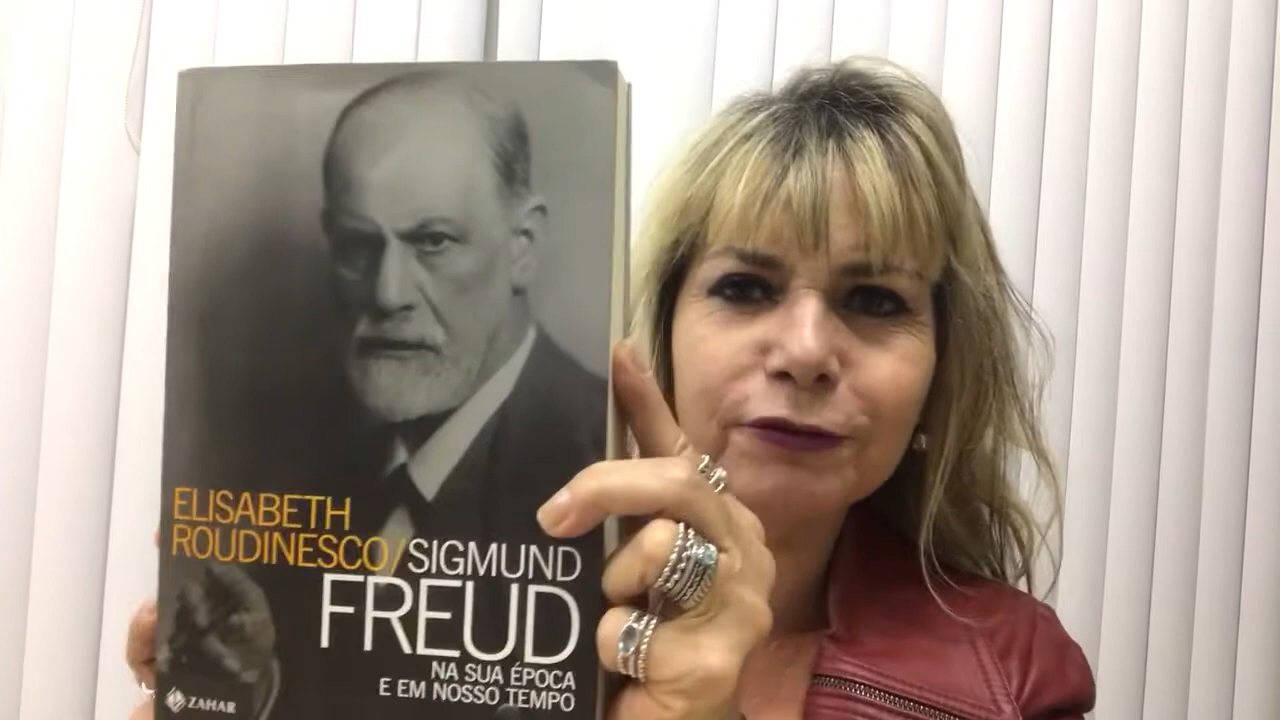 ELISABETH
ROUDINESCO/SIGMUND
FREUD
NA SUA ÉPOCA
E EM NOSSO TEMPO
ZAHAR